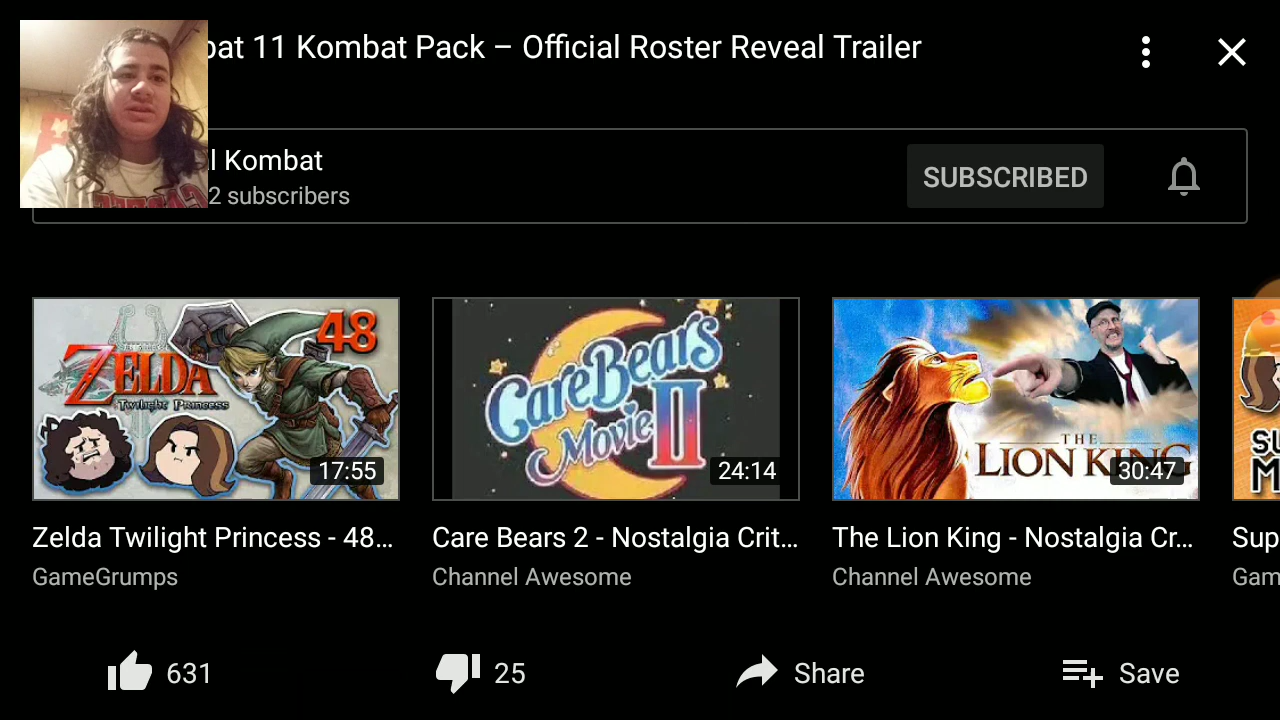 bat 11 Kombat Pack – Official Roster Reveal Trailer
l Kombat
2 subscribers
SUBSCRIBED
48
ZELDA
Twilight Princess
17:55
Care Bears
Movie II
24:14
THE
LION KING
30:47
Zelda Twilight Princess - 48...
Care Bears 2 - Nostalgia Crit...
The Lion King - Nostalgia Cr...
Sup
GameGrumps
Channel Awesome
Channel Awesome
Gam
631
25
Share
Save